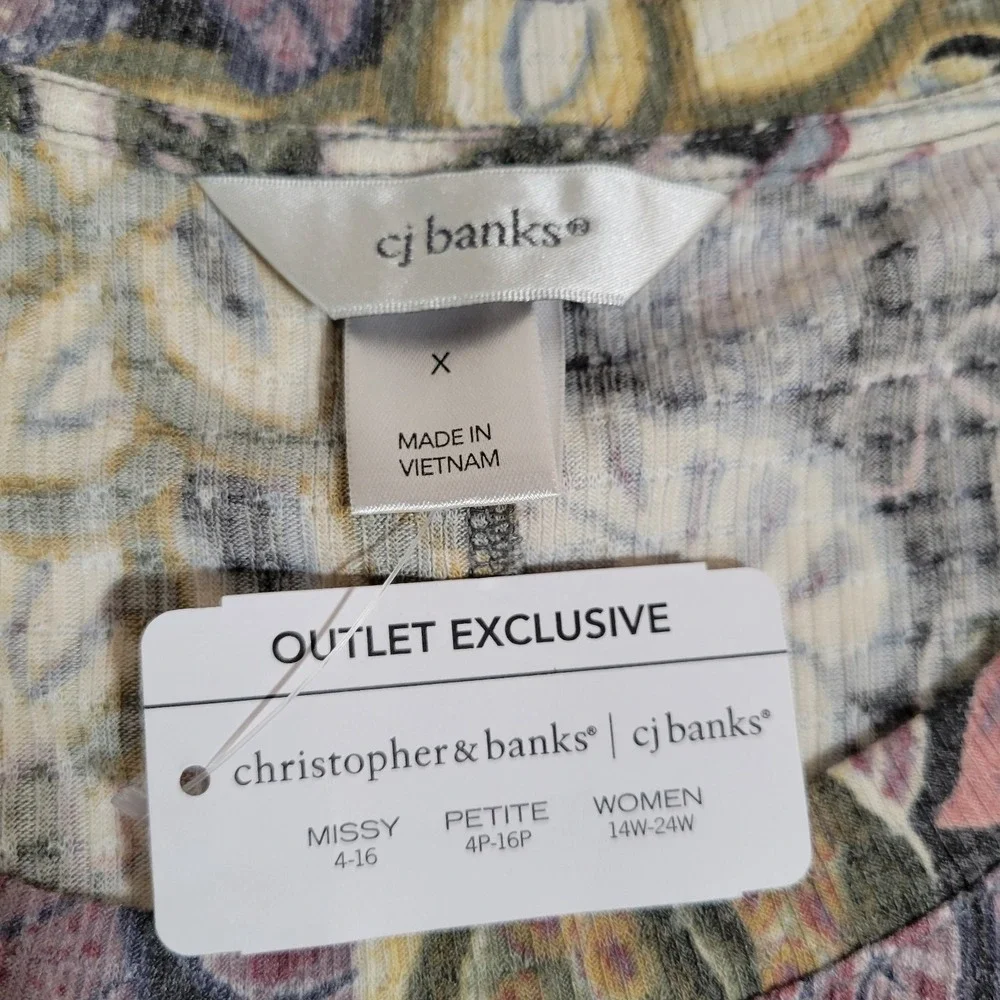 cj banks®
X
MADE IN
VIETNAM
OUTLET EXCLUSIVE
christopher & banks® | cj banks®
MISSY PETITE WOMEN
4-16 4P-16P 14W-24W